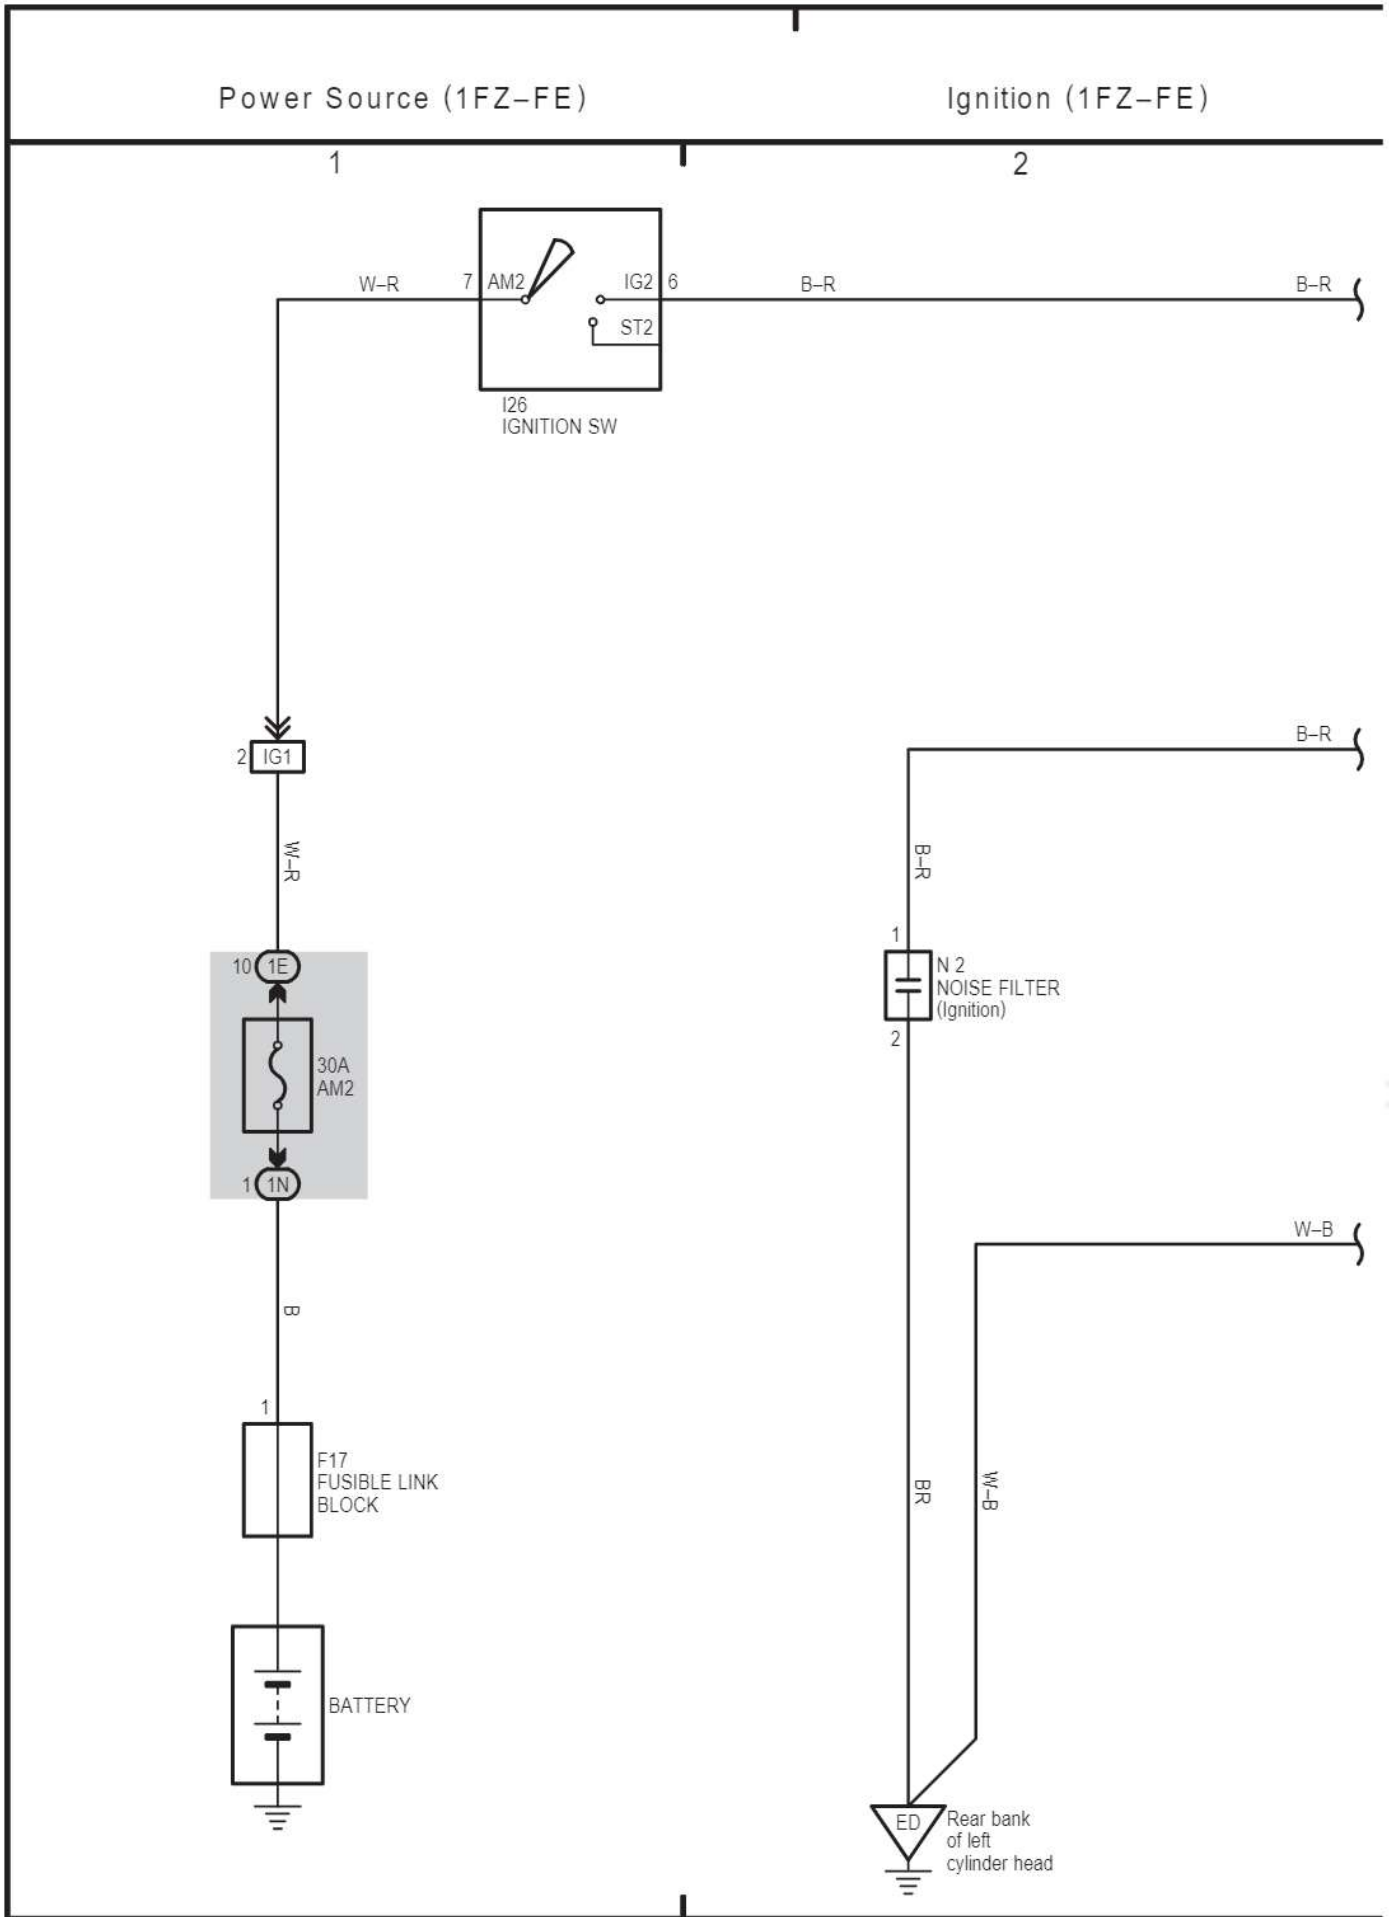 Power Source (1FZ–FE)
Ignition (1FZ–FE)
1
2
W–R
7
AM2
IG2
6
B–R
B–R
ST2
I26
IGNITION SW
2
IG1
B–R
W–R
B–R
10
1E
1
N 2
NOISE FILTER
(Ignition)
2
30A
AM2
1
1N
W–B
B
1
F17
FUSIBLE LINK
BLOCK
BR
W–B
BATTERY
ED
Rear bank
of left
cylinder head